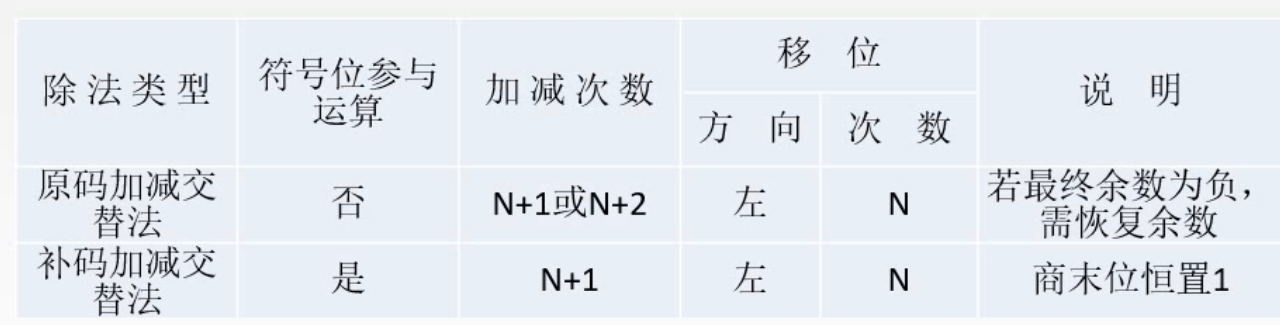 除法类型
符号位参与
运算
加减次数
移 位
方 向
次 数
说 明
原码加减交
替法
否
N+1或N+2
左
N
若最终余数为负，
需恢复余数
补码加减交
替法
是
N+1
左
N
商末位恒置1